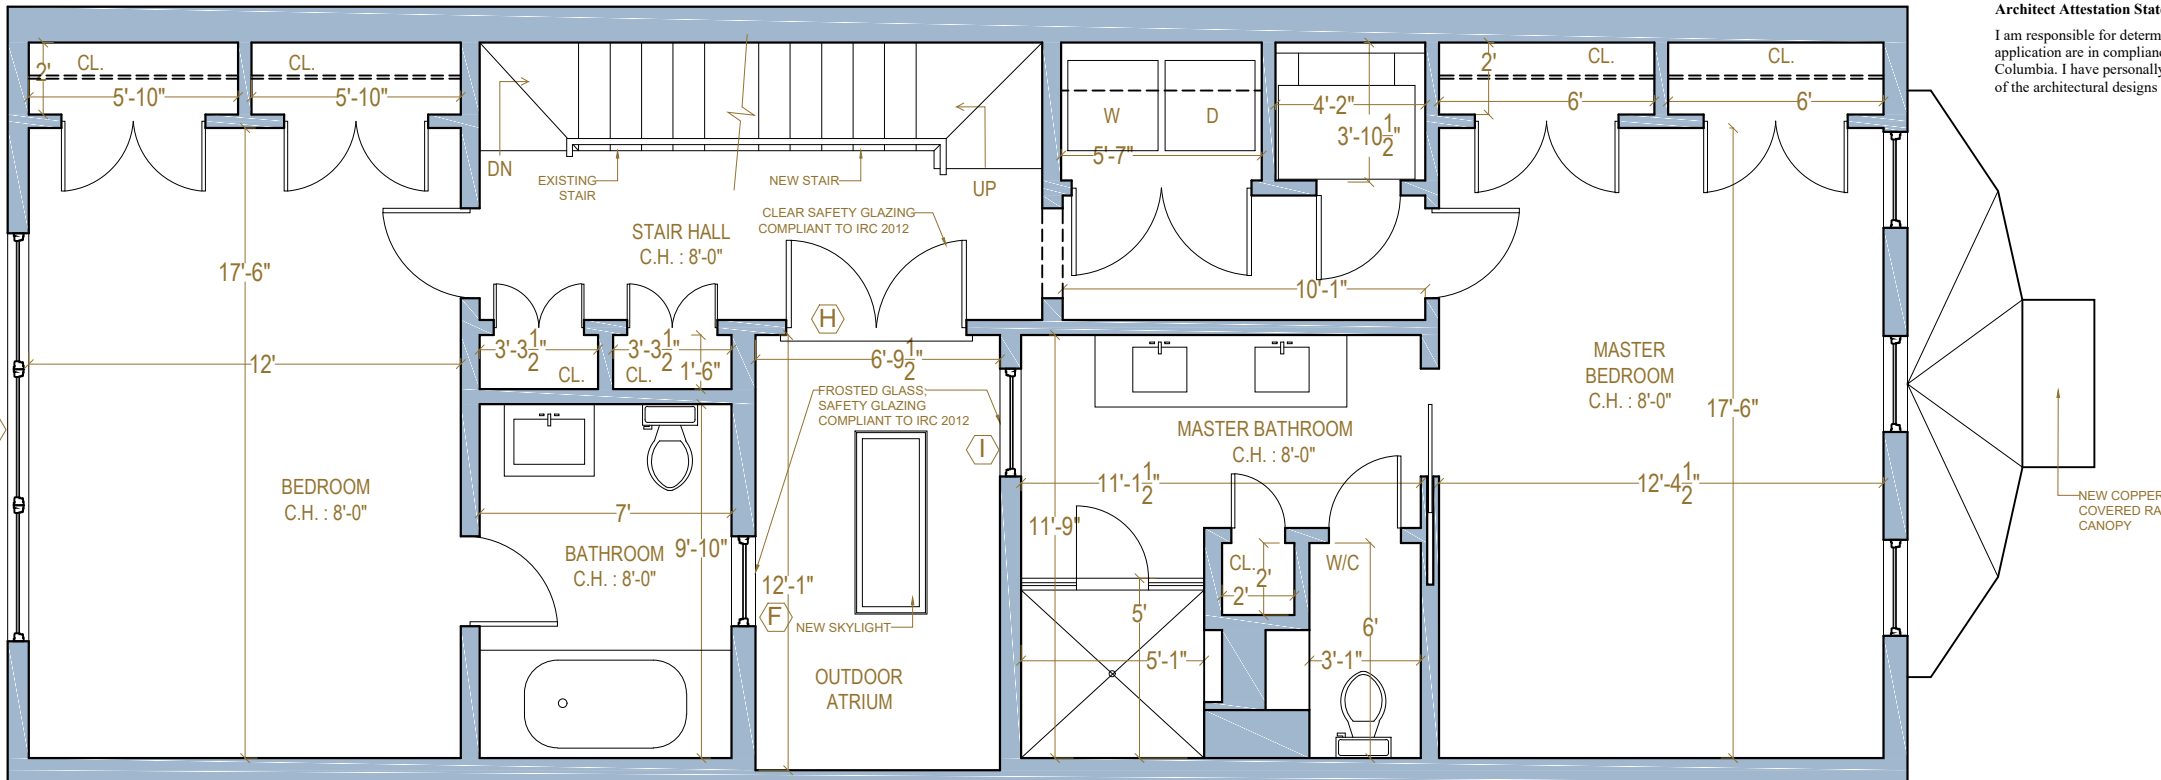 Architect Attestation
I am responsible for
application are in
Columbia. I have personally
of the architectural designs
CL.
CL.
CL.
CL.
2'
5'-10"
5'-10"
2'
6'
6'
W
D
4'-2"
3'-10 1/2"
5'-7"
DN
EXISTING
STAIR
NEW STAIR
UP
CLEAR SAFETY GLAZING
COMPLIANT TO IRC 2012
STAIR HALL
C.H. : 8'-0"
17'-6"
10'-1"
H
12'
3'-3 1/2"
CL.
3'-3 1/2"
CL.
1'-6"
6'-9 1/2"
FROSTED GLASS,
SAFETY GLAZING
COMPLIANT TO IRC 2012
I
MASTER
BEDROOM
C.H. : 8'-0"
17'-6"
MASTER BATHROOM
C.H. : 8'-0"
11'-1 1/2"
12'-4 1/2"
BEDROOM
C.H. : 8'-0"
7'
BATHROOM
C.H. : 8'-0"
9'-10"
11'-9"
NEW COPPER
COVERED
CANOPY
12'-1"
F
NEW SKYLIGHT
CL.
2'
2'
W/C
5'
6'
5'-1"
3'-1"
OUTDOOR
ATRIUM